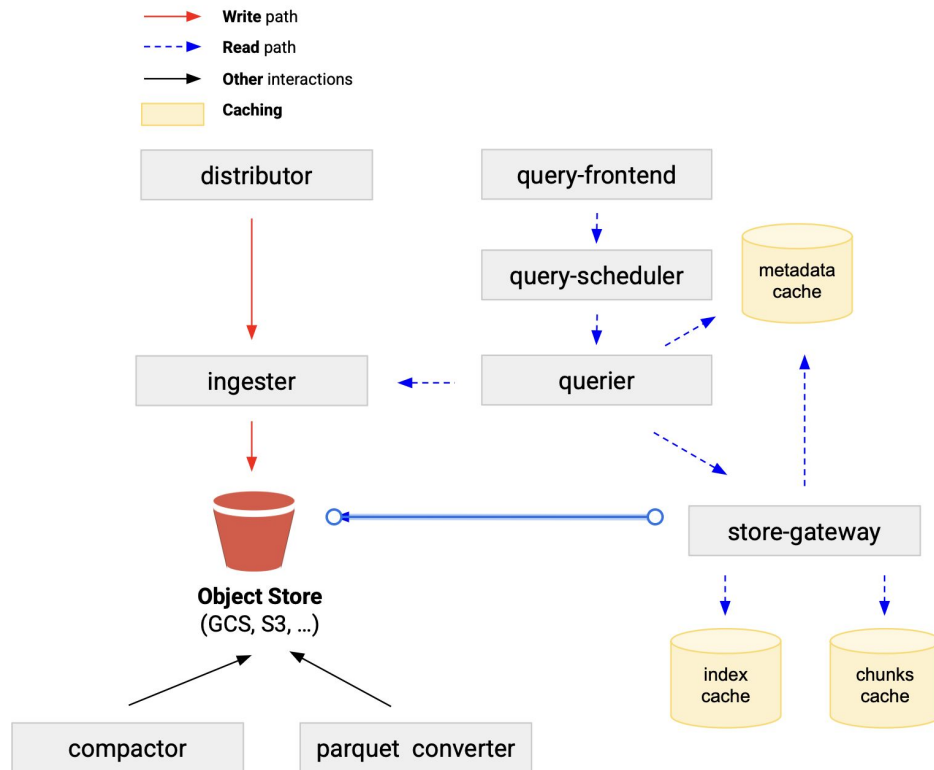 Write path
Read path
Other interactions
Caching
distributor
query-frontend
query-scheduler
metadata
cache
ingester
querier
store-gateway
Object Store
(GCS, S3, ...)
index
cache
chunks
cache
compactor
parquet converter